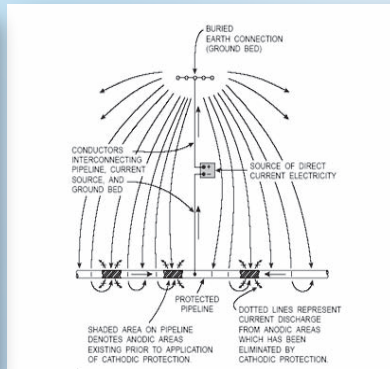 BURIED
EARTH CONNECTION
(GROUND BED)
CONDUCTORS
INTERCONNECTING
PIPELINE, CURRENT
SOURCE, AND
GROUND BED
SOURCE OF DIRECT
CURRENT ELECTRICITY
PROTECTED
PIPELINE
SHADED AREA ON PIPELINE
DENOTES ANODIC AREAS
EXISTING PRIOR TO APPLICATION
OF CATHODIC PROTECTION.
DOTTED LINES REPRESENT
CURRENT DISCHARGE
FROM ANODIC AREAS
WHICH HAS BEEN
ELIMINATED BY
CATHODIC PROTECTION.